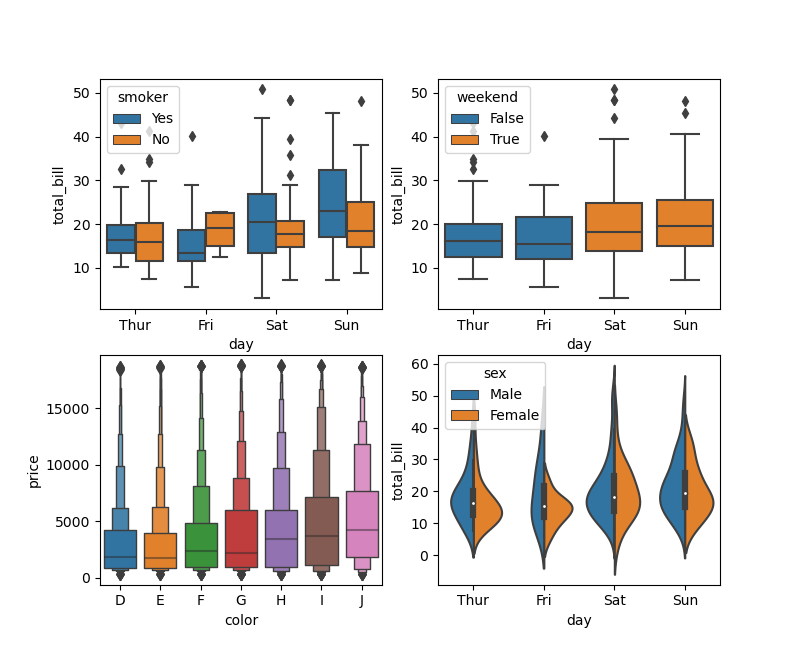 50
40
30
20
10
total_bill
smoker
Yes
No
Thur Fri Sat Sun
day
50
40
30
20
10
total_bill
weekend
False
True
Thur Fri Sat Sun
day
15000
10000
5000
0
price
D E F G H I J
color
60
50
40
30
20
10
0
total_bill
sex
Male
Female
Thur Fri Sat Sun
day